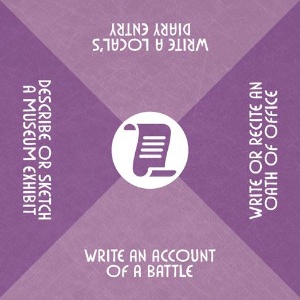 WRITE A LOCAL'S
DIARY ENTRY
DESCRIBE OR SKETCH
A MUSEUM EXHIBIT
WRITE OR RECITE AN
OATH OF OFFICE
WRITE AN ACCOUNT
OF A BATTLE